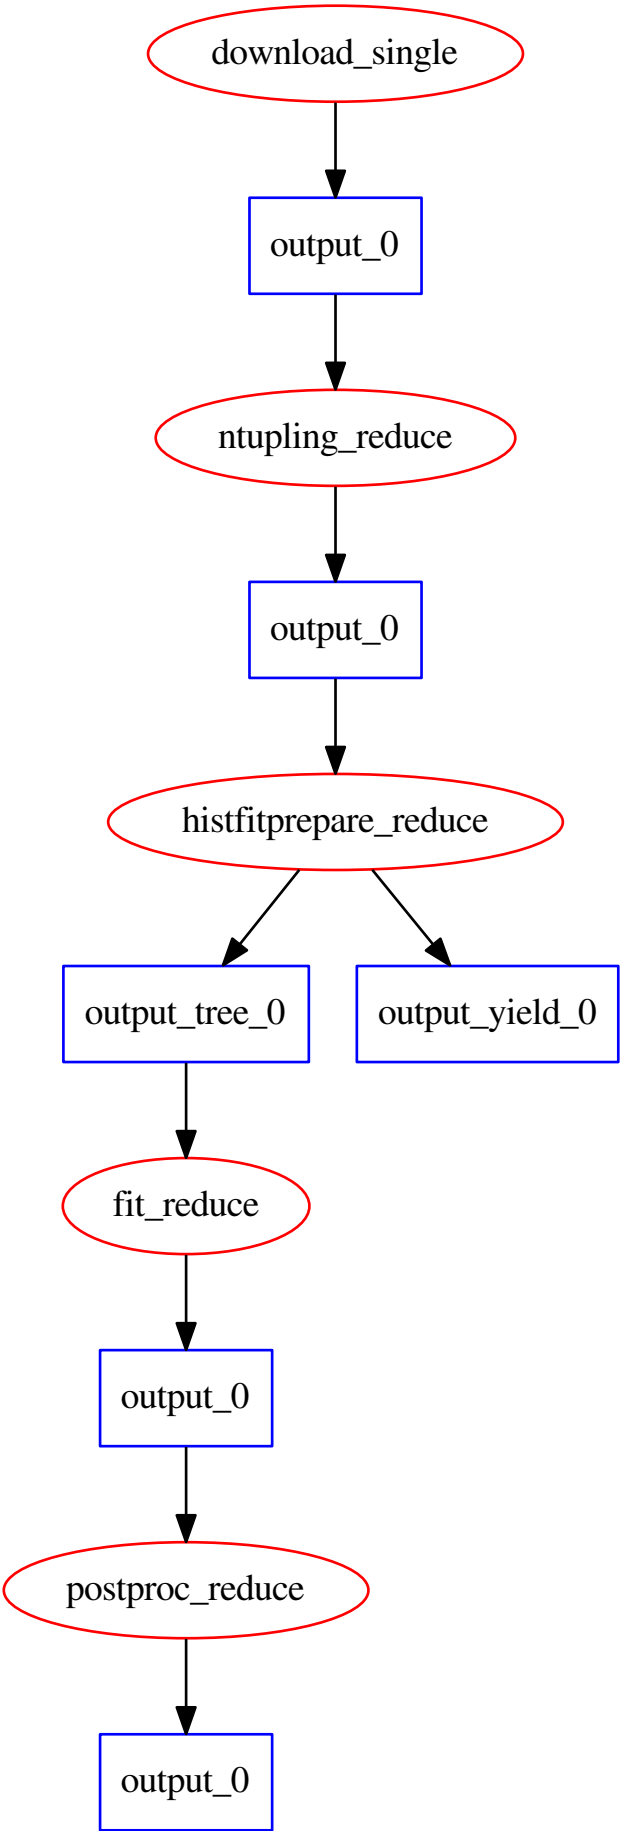 download_single
output_0
ntupling_reduce
output_0
histfitprepare_reduce
output_tree_0
output_yield_0
fit_reduce
output_0
postproc_reduce
output_0